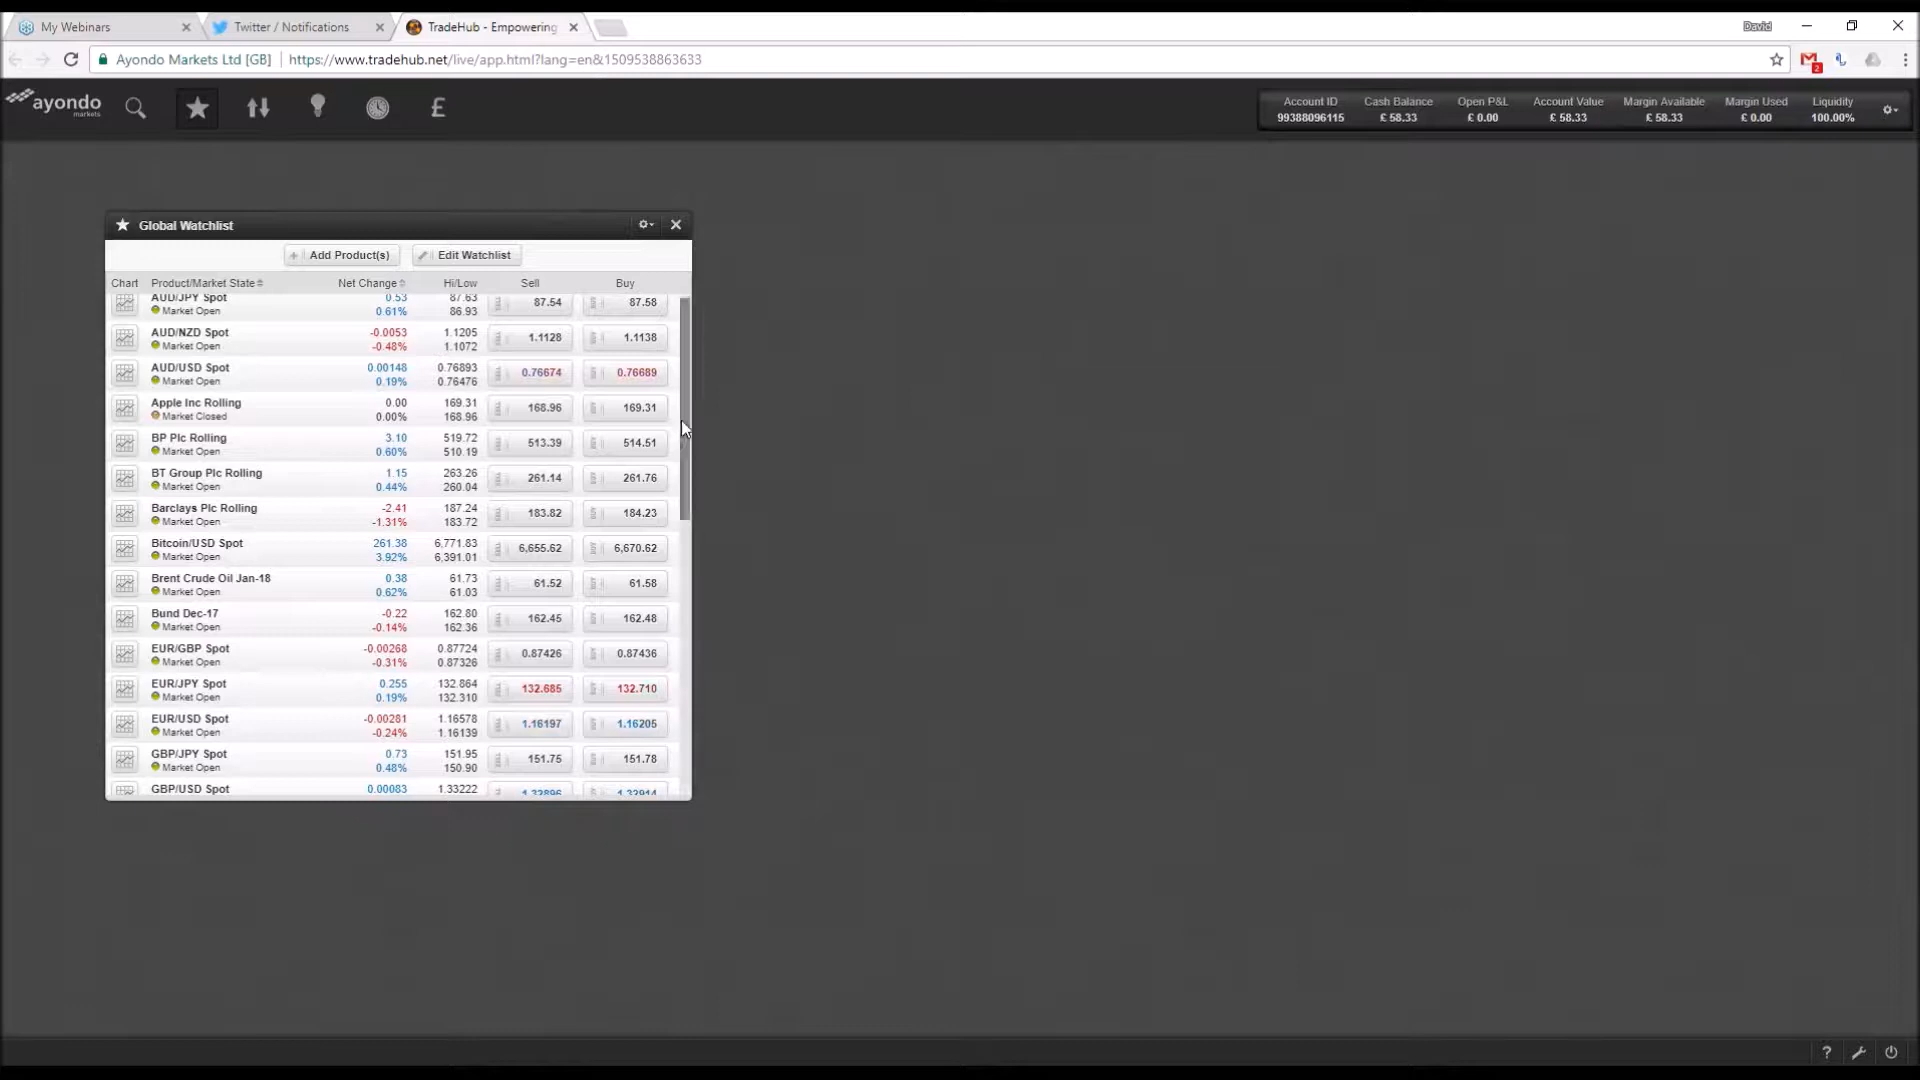 My Webinars
Twitter / Notifications
TradeHub - Empowering
David
Ayondo Markets Ltd [GB]
https://www.tradehub.net/live/app.html?lang=en&1509538863633
2
ayondo
markets
£
Account ID Cash Balance Open P&L Account Value Margin Available Margin Used Liquidity
99388096115 £ 58.33 £ 0.00 £ 58.33 £ 58.33 £ 0.00 100.00%
Global Watchlist
+ Add Product(s) Edit Watchlist
Chart Product/Market State Net Change Hi/Low Sell Buy
AUD/JPY Spot 0.53 87.63 87.54 87.58
Market Open 0.61% 86.93
AUD/NZD Spot -0.0053 1.1205 1.1128 1.1138
Market Open -0.48% 1.1072
AUD/USD Spot 0.00148 0.76893 0.76674 0.76689
Market Open 0.19% 0.76476
Apple Inc Rolling 0.00 169.31 168.96 169.31
Market Closed 0.00% 168.96
BP Plc Rolling 3.10 519.72 513.39 514.51
Market Open 0.60% 510.19
BT Group Plc Rolling 1.15 263.26 261.14 261.76
Market Open 0.44% 260.04
Barclays Plc Rolling -2.41 187.24 183.82 184.23
Market Open -1.31% 183.72
Bitcoin/USD Spot 261.38 6,771.83 6,655.62 6,670.62
Market Open 3.92% 6,391.01
Brent Crude Oil Jan-18 0.38 61.73 61.52 61.58
Market Open 0.62% 61.03
Bund Dec-17 -0.22 162.80 162.45 162.48
Market Open -0.14% 162.36
EUR/GBP Spot -0.00268 0.87724 0.87426 0.87436
Market Open -0.31% 0.87326
EUR/JPY Spot 0.255 132.864 132.685 132.710
Market Open 0.19% 132.310
EUR/USD Spot -0.00281 1.16578 1.16197 1.16205
Market Open -0.24% 1.16139
GBP/JPY Spot 0.73 151.95 151.75 151.78
Market Open 0.48% 150.90
GBP/USD Spot 0.00083 1.33222 1.32896 1.32914
?